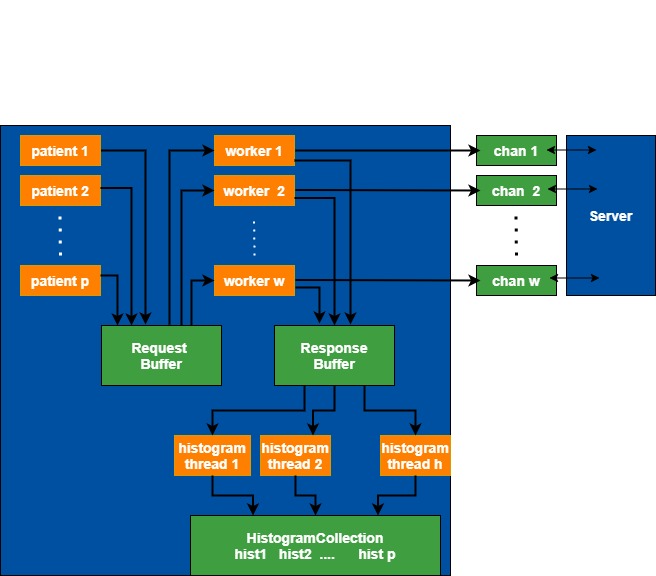 patient 1
worker 1
chan 1
patient 2
worker 2
chan 2
Server
patient p
worker w
chan w
Request
Buffer
Response
Buffer
histogram
thread 1
histogram
thread 2
histogram
thread h
HistogramCollection
hist1 hist2 .... hist p